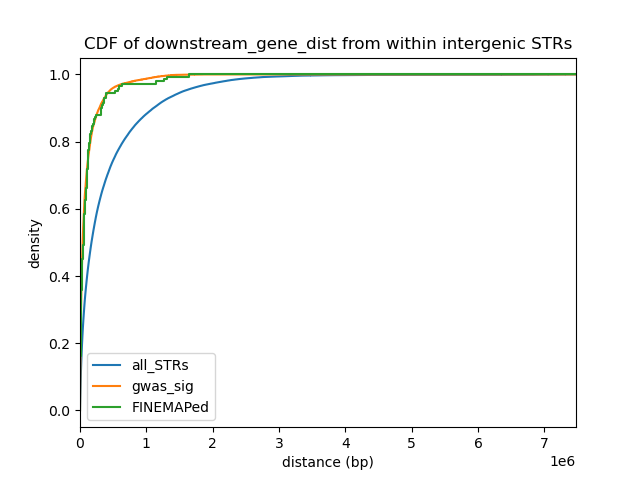 CDF of downstream_gene_dist from within intergenic STRs
density
1.0
0.8
0.6
0.4
0.2
0.0
all_STRs
gwas_sig
FINEMAPed
0 1 2 3 4 5 6 7
1e6
distance (bp)